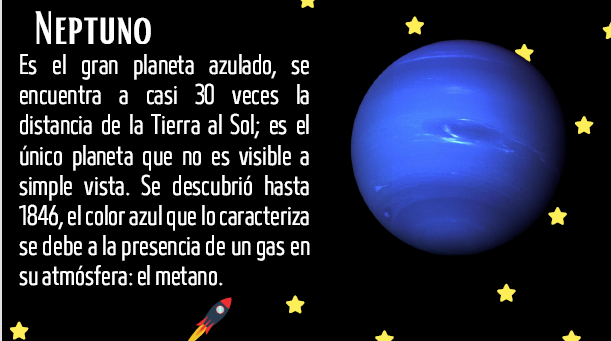 NEPTUNO
Es el gran planeta azulado, se
encuentra a casi 30 veces la
distancia de la Tierra al Sol; es el
único planeta que no es visible a
simple vista. Se descubrió hasta
1846, el color azul que lo caracteriza
se debe a la presencia de un gas en
su atmósfera: el metano.